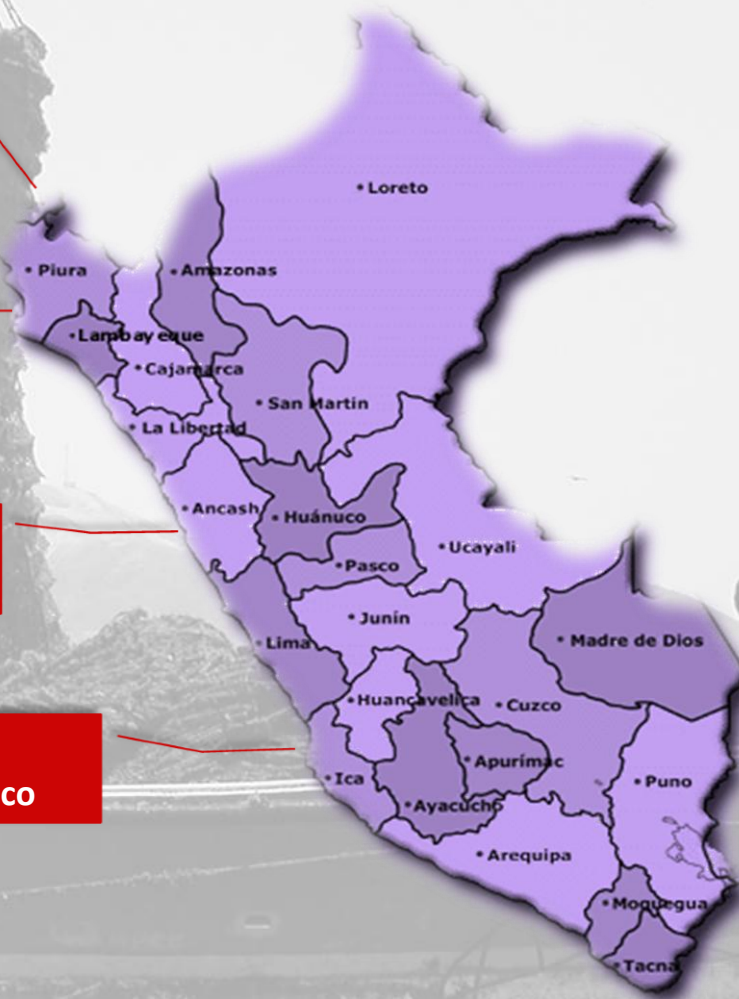 Loreto
Piura
Amazonas
Lambayeque
Cajamarca
San Martin
La Libertad
Ancash
Huánuco
Ucayali
Pasco
Junín
Madre de Dios
Lima
Huancavelica
Cuzco
Apurímac
Ica
Puno
co
Ayacucho
Arequipa
Moquegua
Tacna